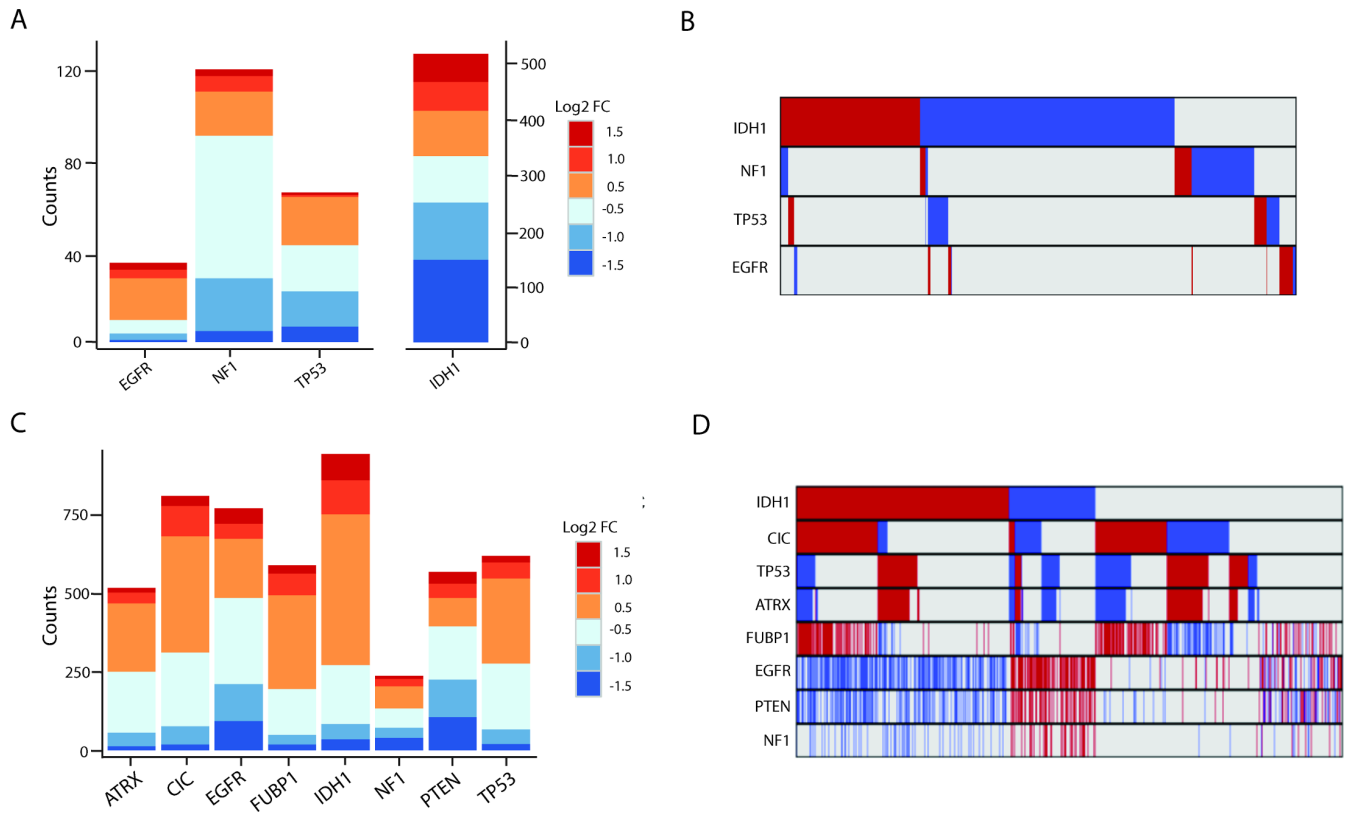 A
B
Counts
120
80
40
0
500
400
300
200
100
0
EGFR
NF1
TP53
IDH1
Log2 FC
1.5
1.0
0.5
-0.5
-1.0
-1.5
IDH1
NF1
TP53
EGFR
C
D
Counts
750
500
250
0
ATRX
CIC
EGFR
FUBP1
IDH1
NF1
PTEN
TP53
;
Log2 FC
1.5
1.0
0.5
-0.5
-1.0
-1.5
IDH1
CIC
TP53
ATRX
FUBP1
EGFR
PTEN
NF1